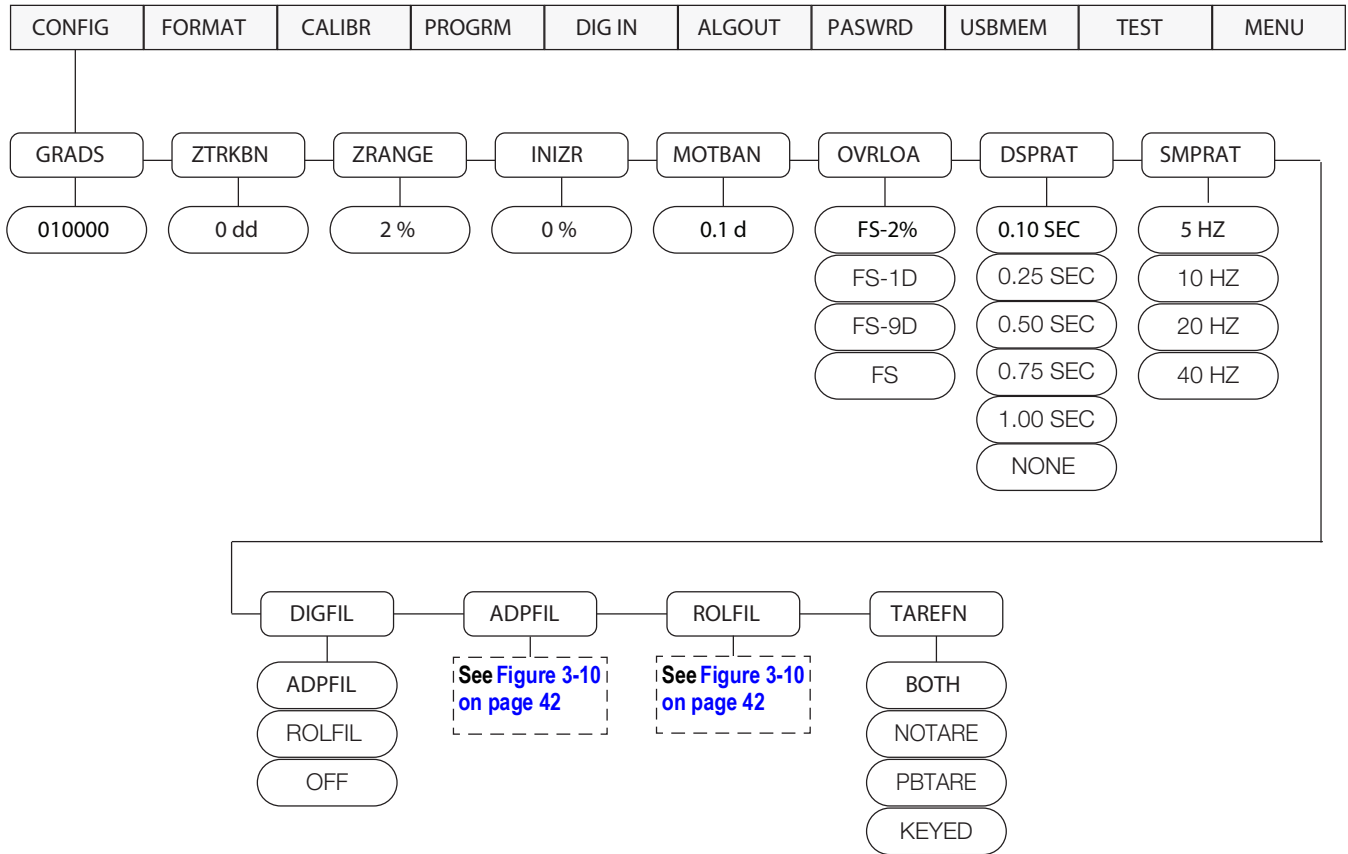 CONFIG FORMAT CALIBR PROGRM DIG IN ALGOUT PASWRD USBMEM TEST MENU
GRADS ZTRKBN ZRANGE INIZR MOTBAN OVRLOA DSPRAT SMPRAT
010000 0 dd 2 % 0 % 0.1 d FS-2% 0.10 SEC 5 HZ
FS-1D 0.25 SEC 10 HZ
FS-9D 0.50 SEC 20 HZ
FS 0.75 SEC 40 HZ
1.00 SEC
NONE
DIGFIL ADPFIL ROLFIL TAREFN
ADPFIL
ROLFIL
OFF
See Figure 3-10
on page 42
See Figure 3-10
on page 42
BOTH
NOTARE
PBTARE
KEYED